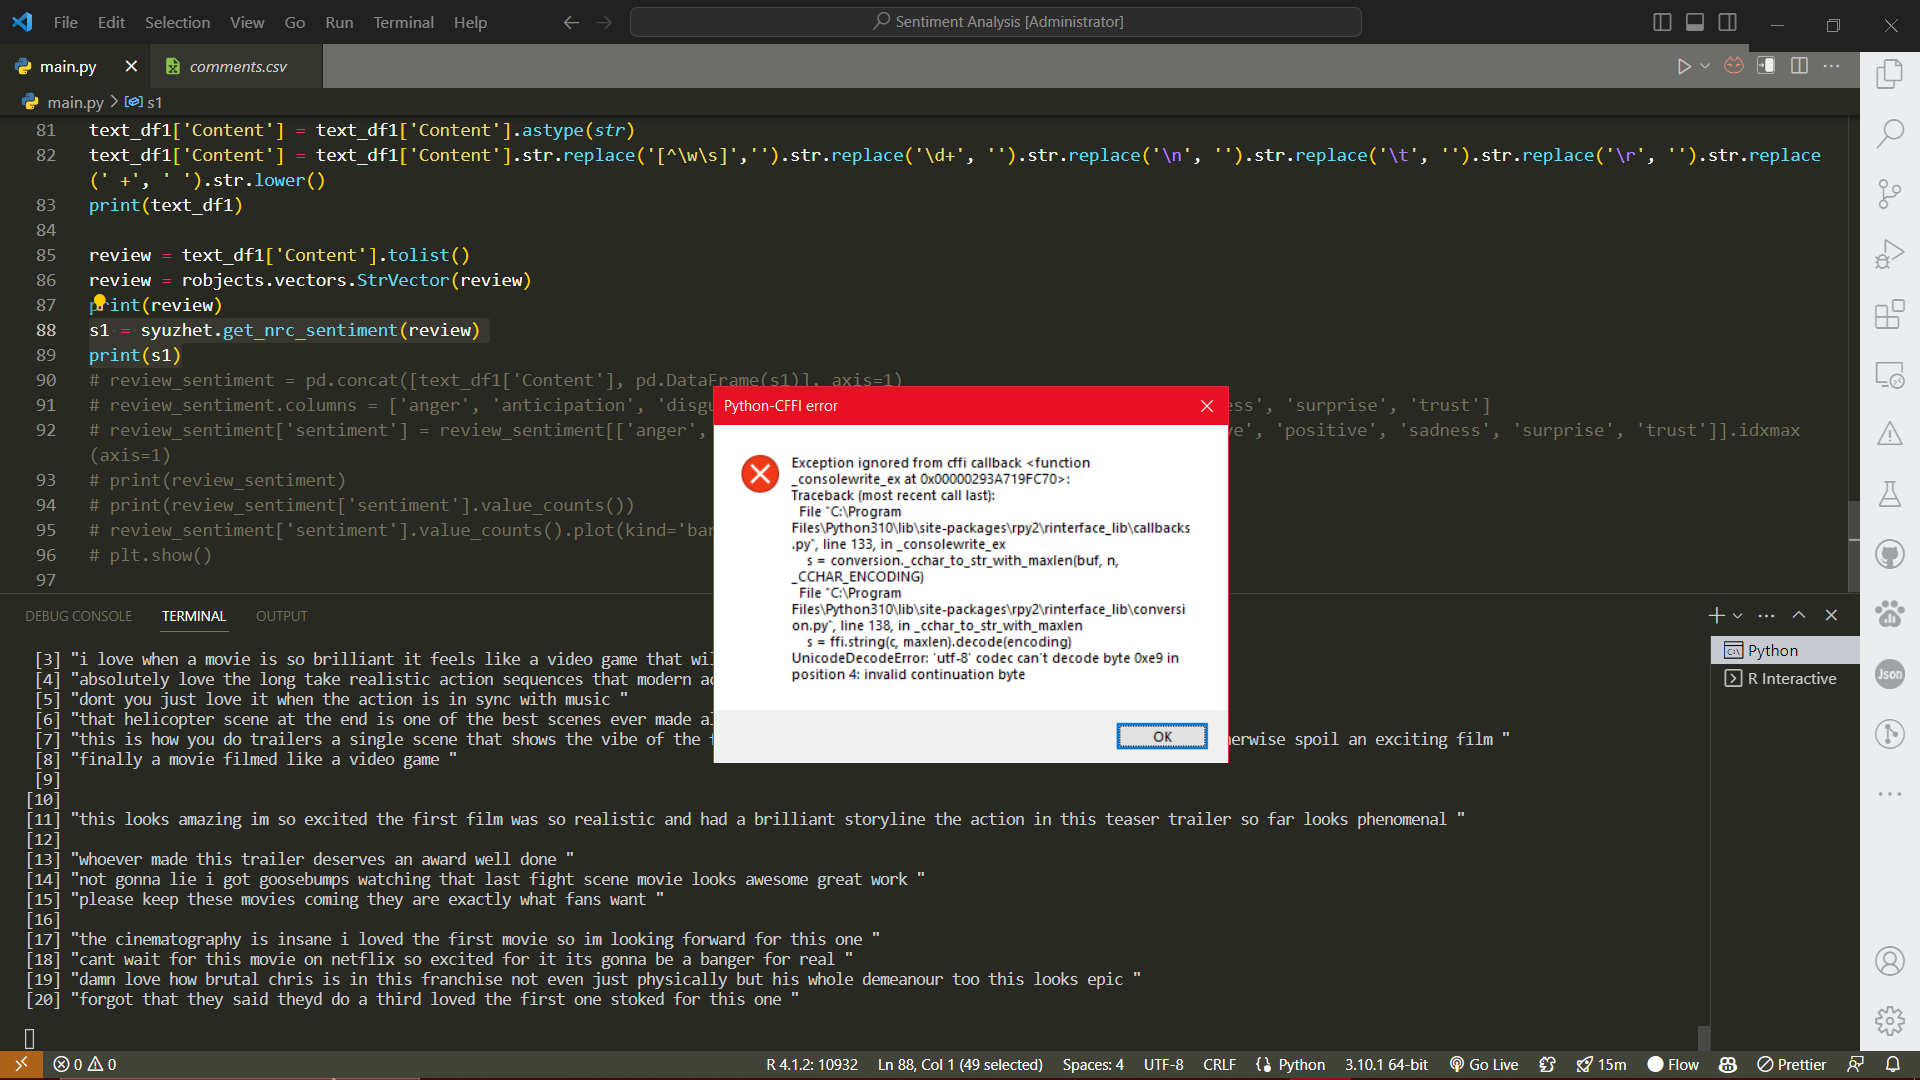 File Edit Selection View Go Run Terminal Help
Sentiment Analysis [Administrator]
main.py
comments.csv
main.py > s1
81 text_df1['Content'] = text_df1['Content'].astype(str)
82 text_df1['Content'] = text_df1['Content'].str.replace('[^\w\s]','').str.replace('\d+', '').str.replace('\n', '').str.replace('\t', '').str.replace('\r', '').str.replace
(' +', ' ').str.lower()
83 print(text_df1)
84
85 review = text_df1['Content'].tolist()
86 review = robjects.vectors.StrVector(review)
87 print(review)
88 s1 = syuzhet.get_nrc_sentiment(review)
89 print(s1)
90 # review_sentiment = pd.concat([text_df1['Content'], pd.DataFrame(s1)], axis=1)
91 # review_sentiment.columns = ['anger', 'anticipation', 'disgu ess', 'surprise', 'trust']
92 # review_sentiment['sentiment'] = review_sentiment[['anger', ve', 'positive', 'sadness', 'surprise', 'trust']].idxmax
(axis=1)
93 # print(review_sentiment)
94 # print(review_sentiment['sentiment'].value_counts())
95 # review_sentiment['sentiment'].value_counts().plot(kind='bar
96 # plt.show()
97
Python-CFFI error
Exception ignored from cffi callback <function
_consolewrite_ex at 0x00000293A719FC70>:
Traceback (most recent call last):
File "C:\Program
Files\Python310\lib\site-packages\rpy2\rinterface_lib\callbacks
.py", line 133, in _consolewrite_ex
s = conversion._cchar_to_str_with_maxlen(buf, n,
_CCHAR_ENCODING)
File "C:\Program
Files\Python310\lib\site-packages\rpy2\rinterface_lib\conversi
on.py", line 138, in _cchar_to_str_with_maxlen
s = ffi.string(c, maxlen).decode(encoding)
UnicodeDecodeError: 'utf-8' codec can't decode byte 0xe9 in
position 4: invalid continuation byte
OK
DEBUG CONSOLE TERMINAL OUTPUT
Python
R Interactive
[3] "i love when a movie is so brilliant it feels like a video game that wil
[4] "absolutely love the long take realistic action sequences that modern ac
[5] "dont you just love it when the action is in sync with music "
[6] "that helicopter scene at the end is one of the best scenes ever made al
[7] "this is how you do trailers a single scene that shows the vibe of the f erwise spoil an exciting film "
[8] "finally a movie filmed like a video game "
[9]
[10]
[11] "this looks amazing im so excited the first film was so realistic and had a brilliant storyline the action in this teaser trailer so far looks phenomenal "
[12]
[13] "whoever made this trailer deserves an award well done "
[14] "not gonna lie i got goosebumps watching that last fight scene movie looks awesome great work "
[15] "please keep these movies coming they are exactly what fans want "
[16]
[17] "the cinematography is insane i loved the first movie so im looking forward for this one "
[18] "cant wait for this movie on netflix so excited for it its gonna be a banger for real "
[19] "damn love how brutal chris is in this franchise not even just physically but his whole demeanour too this looks epic "
[20] "forgot that they said theyd do a third loved the first one stoked for this one "
Json
0 0 R 4.1.2: 10932 Ln 88, Col 1 (49 selected) Spaces: 4 UTF-8 CRLF Python 3.10.1 64-bit Go Live 15m Flow Prettier